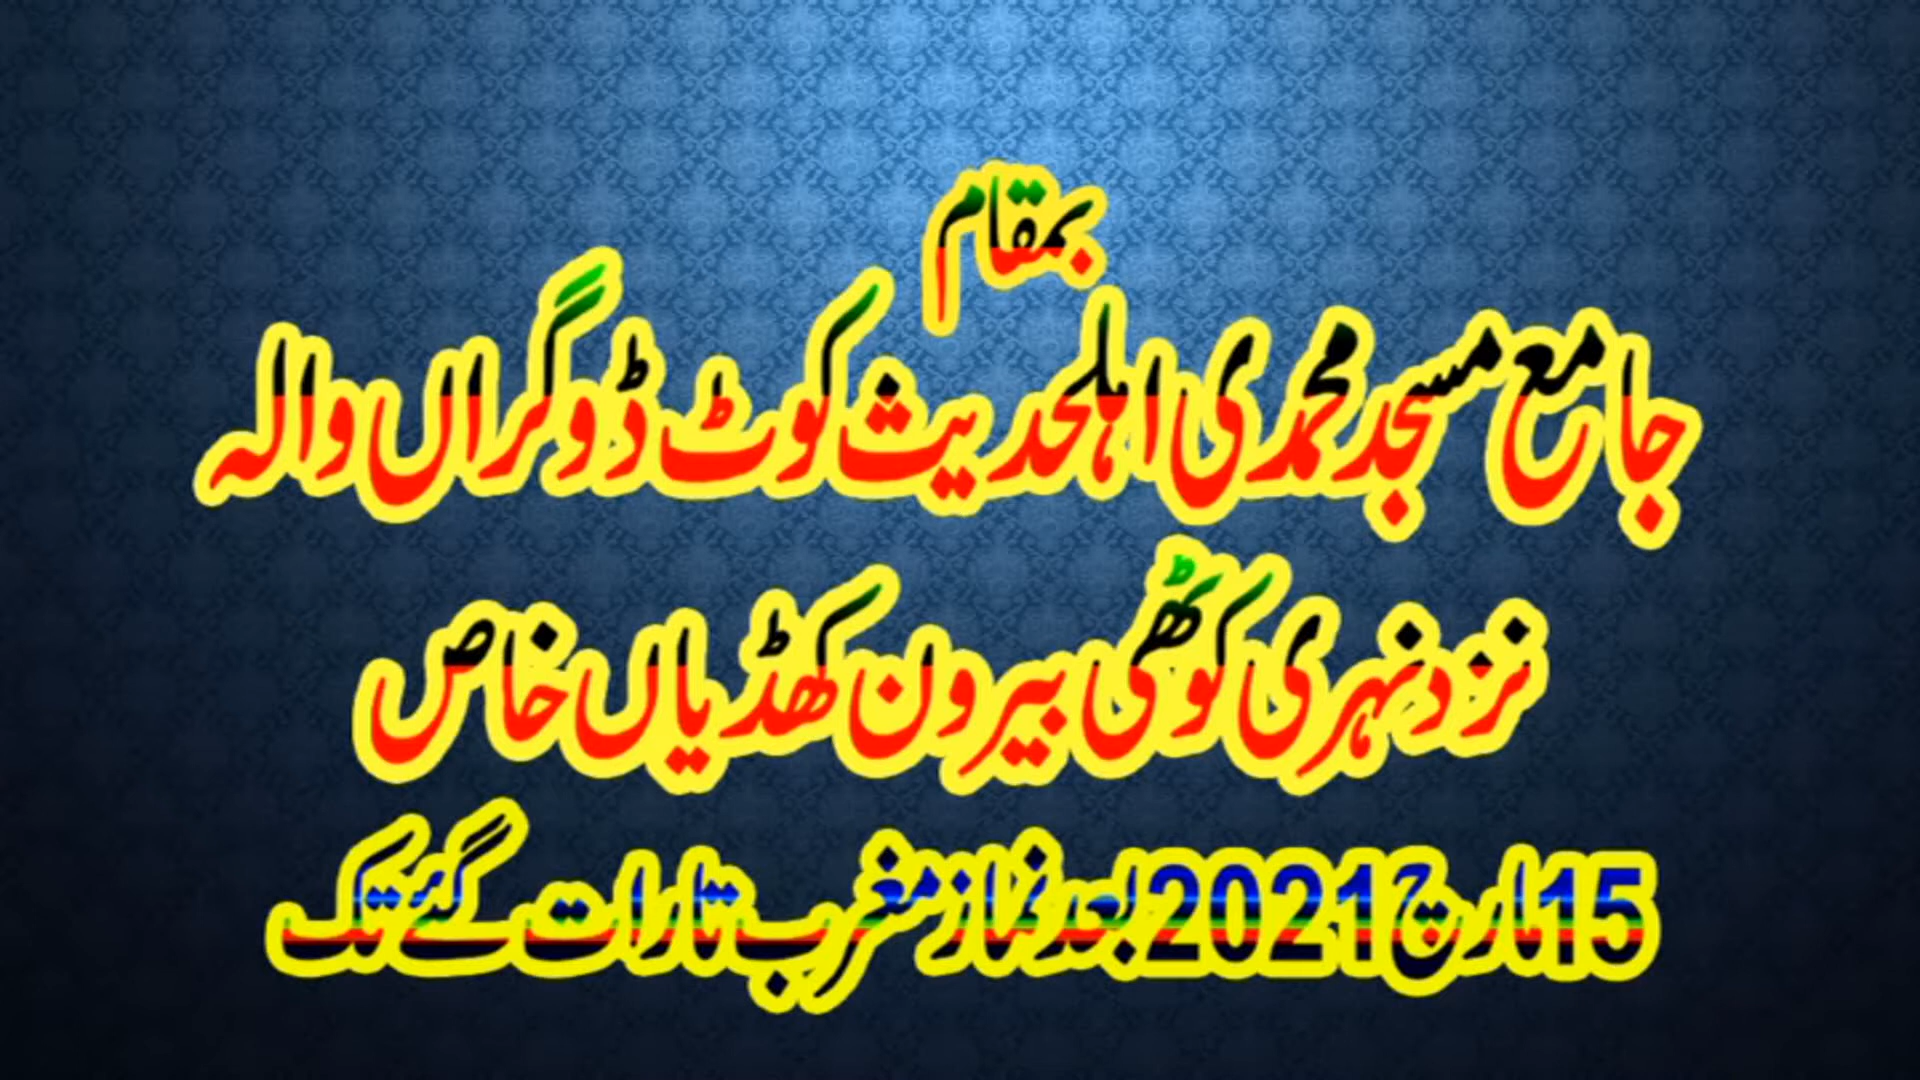 بمقام
جامع مسجد محمدی اہلحدیث کوٹ ڈوگراں والہ
نزد نہری کوٹھی بیرون کھڈیاں خاص
15 مارچ 2021 بعد نماز مغرب تا رات گئے تک